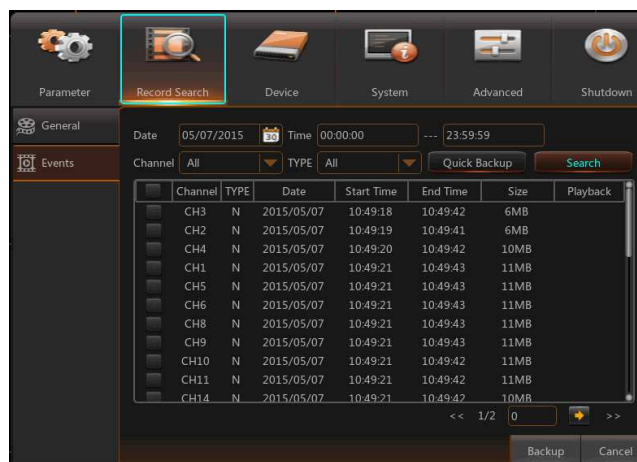 Parameter Record Search Device System Advanced Shutdown
General
Events
Date 05/07/2015 30 Time 00:00:00 --- 23:59:59
Channel All TYPE All Quick Backup Search
Channel TYPE Date Start Time End Time Size Playback
CH3 N 2015/05/07 10:49:18 10:49:42 6MB
CH2 N 2015/05/07 10:49:19 10:49:41 6MB
CH4 N 2015/05/07 10:49:20 10:49:42 10MB
CH1 N 2015/05/07 10:49:21 10:49:43 11MB
CH5 N 2015/05/07 10:49:21 10:49:43 11MB
CH6 N 2015/05/07 10:49:21 10:49:43 11MB
CH8 N 2015/05/07 10:49:21 10:49:43 11MB
CH9 N 2015/05/07 10:49:21 10:49:43 11MB
CH10 N 2015/05/07 10:49:21 10:49:42 11MB
CH11 N 2015/05/07 10:49:21 10:49:42 11MB
CH14 N 2015/05/07 10:49:21 10:49:42 10MB
<< 1/2 0 >>
Backup Cancel